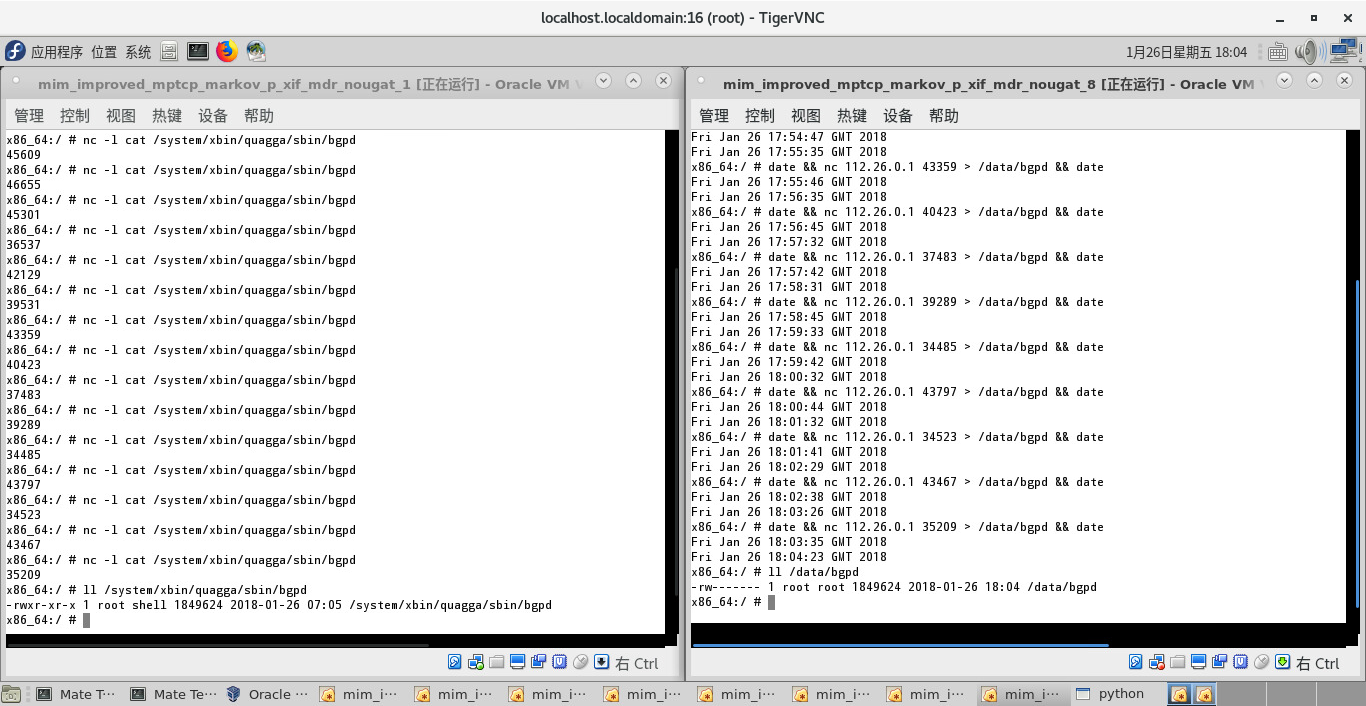 localhost.localdomain:16 (root) - TigerVNC
应用程序 位置 系统
1月26日星期五 18:04
mim_improved_mptcp_markov_p_xif_mdr_nougat_1 [正在运行] - Oracle VM V
管理 控制 视图 热键 设备 帮助
x86_64:/ # nc -l cat /system/xbin/quagga/sbin/bgpd
45609
x86_64:/ # nc -l cat /system/xbin/quagga/sbin/bgpd
46655
x86_64:/ # nc -l cat /system/xbin/quagga/sbin/bgpd
45301
x86_64:/ # nc -l cat /system/xbin/quagga/sbin/bgpd
36537
x86_64:/ # nc -l cat /system/xbin/quagga/sbin/bgpd
42129
x86_64:/ # nc -l cat /system/xbin/quagga/sbin/bgpd
39531
x86_64:/ # nc -l cat /system/xbin/quagga/sbin/bgpd
43359
x86_64:/ # nc -l cat /system/xbin/quagga/sbin/bgpd
40423
x86_64:/ # nc -l cat /system/xbin/quagga/sbin/bgpd
37483
x86_64:/ # nc -l cat /system/xbin/quagga/sbin/bgpd
39289
x86_64:/ # nc -l cat /system/xbin/quagga/sbin/bgpd
34485
x86_64:/ # nc -l cat /system/xbin/quagga/sbin/bgpd
43797
x86_64:/ # nc -l cat /system/xbin/quagga/sbin/bgpd
34523
x86_64:/ # nc -l cat /system/xbin/quagga/sbin/bgpd
43467
x86_64:/ # nc -l cat /system/xbin/quagga/sbin/bgpd
35209
x86_64:/ # ll /system/xbin/quagga/sbin/bgpd
-rwxr-xr-x 1 root shell 1849624 2018-01-26 07:05 /system/xbin/quagga/sbin/bgpd
x86_64:/ #
右 Ctrl
mim_improved_mptcp_markov_p_xif_mdr_nougat_8 [正在运行] - Oracle VM
管理 控制 视图 热键 设备 帮助
Fri Jan 26 17:54:47 GMT 2018
Fri Jan 26 17:55:35 GMT 2018
x86_64:/ # date && nc 112.26.0.1 43359 > /data/bgpd && date
Fri Jan 26 17:55:46 GMT 2018
Fri Jan 26 17:56:35 GMT 2018
x86_64:/ # date && nc 112.26.0.1 40423 > /data/bgpd && date
Fri Jan 26 17:56:45 GMT 2018
Fri Jan 26 17:57:32 GMT 2018
x86_64:/ # date && nc 112.26.0.1 37483 > /data/bgpd && date
Fri Jan 26 17:57:42 GMT 2018
Fri Jan 26 17:58:31 GMT 2018
x86_64:/ # date && nc 112.26.0.1 39289 > /data/bgpd && date
Fri Jan 26 17:58:45 GMT 2018
Fri Jan 26 17:59:33 GMT 2018
x86_64:/ # date && nc 112.26.0.1 34485 > /data/bgpd && date
Fri Jan 26 17:59:42 GMT 2018
Fri Jan 26 18:00:32 GMT 2018
x86_64:/ # date && nc 112.26.0.1 43797 > /data/bgpd && date
Fri Jan 26 18:00:44 GMT 2018
Fri Jan 26 18:01:32 GMT 2018
x86_64:/ # date && nc 112.26.0.1 34523 > /data/bgpd && date
Fri Jan 26 18:01:41 GMT 2018
Fri Jan 26 18:02:29 GMT 2018
x86_64:/ # date && nc 112.26.0.1 43467 > /data/bgpd && date
Fri Jan 26 18:02:38 GMT 2018
Fri Jan 26 18:03:26 GMT 2018
x86_64:/ # date && nc 112.26.0.1 35209 > /data/bgpd && date
Fri Jan 26 18:03:35 GMT 2018
Fri Jan 26 18:04:23 GMT 2018
x86_64:/ # ll /data/bgpd
-rw------- 1 root root 1849624 2018-01-26 18:04 /data/bgpd
x86_64:/ #
右 Ctrl
Mate T··· Mate Te··· Oracle ··· mim_i··· mim_i··· mim_i··· mim_i··· mim_i··· mim_i··· mim_i··· mim_i··· python